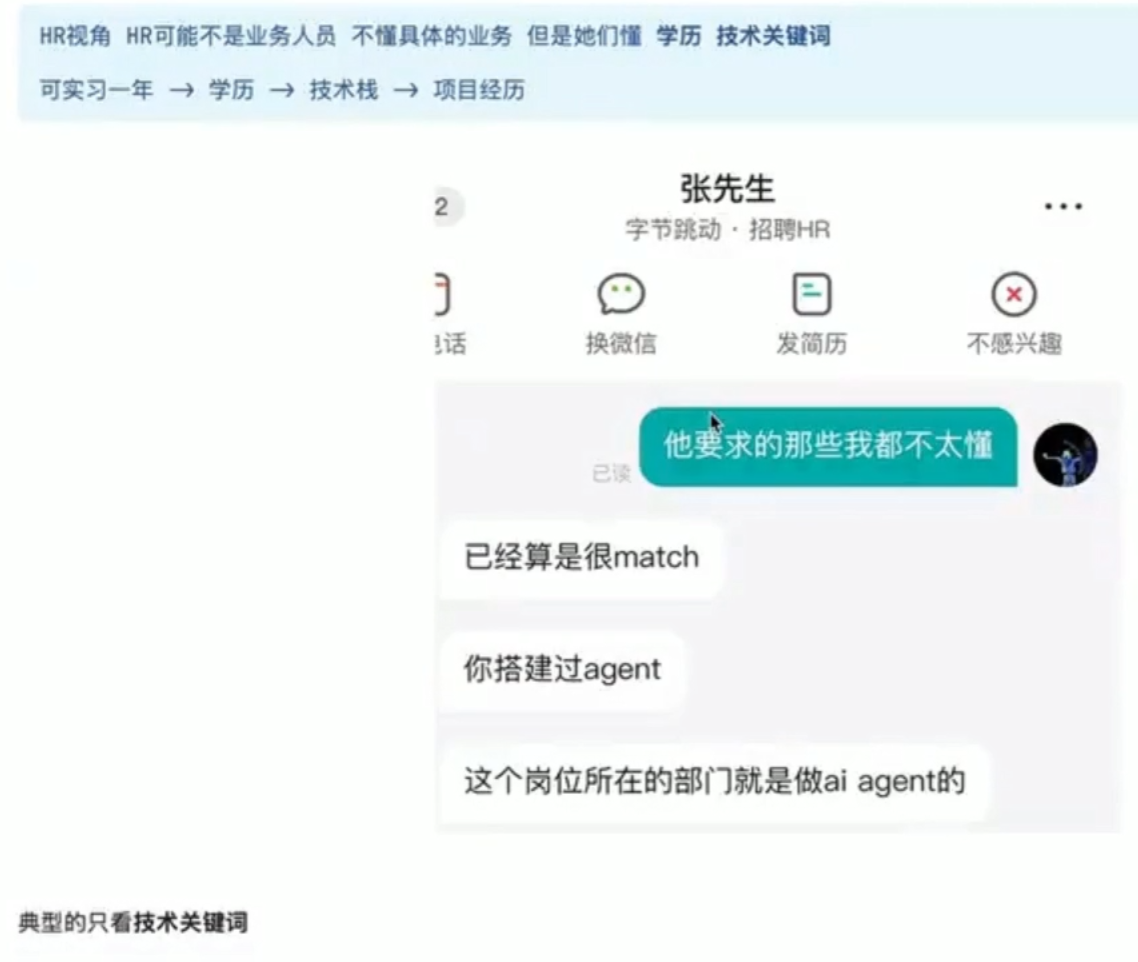 HR视角 HR可能不是业务人员 不懂具体的业务 但是她们懂 学历 技术关键词
可实习一年 → 学历 → 技术栈 → 项目经历
2
张先生
...
字节跳动 · 招聘HR
话 换微信 发简历 不感兴趣
他要求的那些我都不太懂
已读
已经算是很match
你搭建过agent
这个岗位所在的部门就是做ai agent的
典型的只看技术关键词